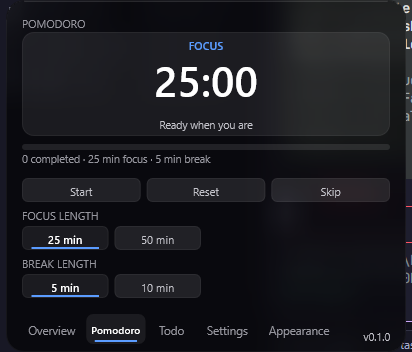 POMODORO
FOCUS
25:00
Ready when you are
0 completed · 25 min focus · 5 min break
Start Reset Skip
FOCUS LENGTH
25 min 50 min
BREAK LENGTH
5 min 10 min
Overview Pomodoro Todo Settings Appearance v0.1.0